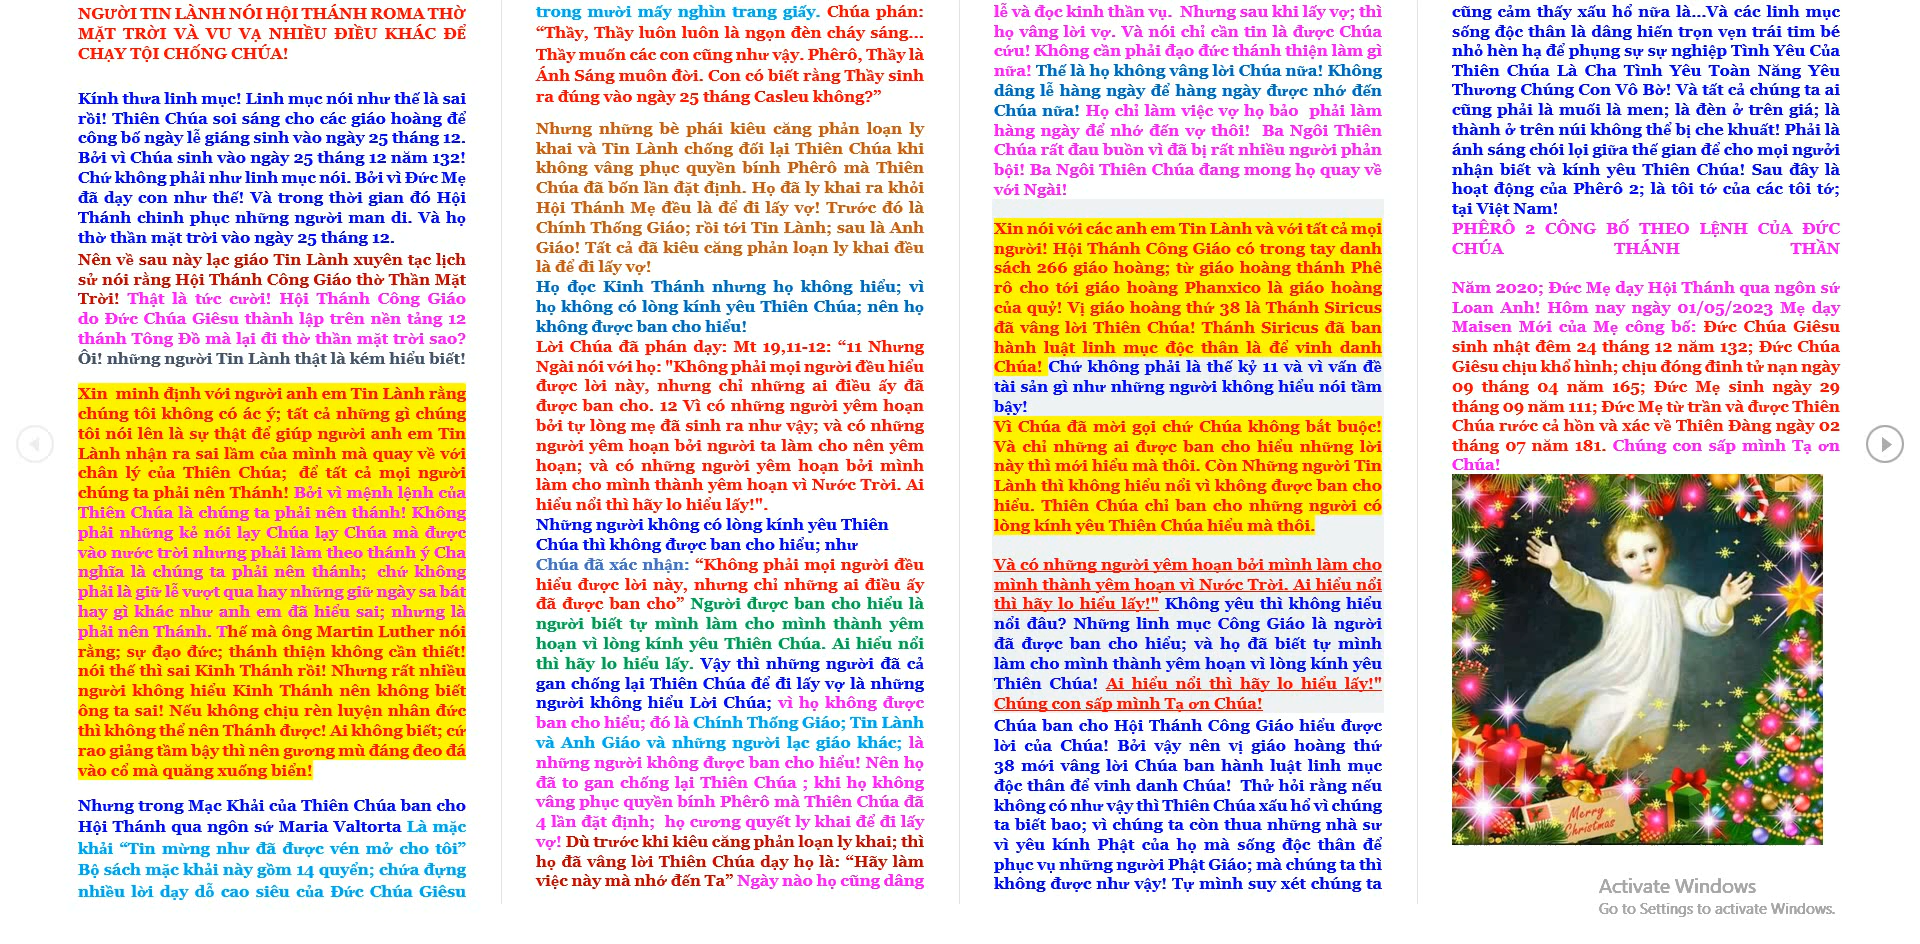 NGƯỜI TIN LÀNH NÓI HỘI THÁNH ROMA THỜ
MẶT TRỜI VÀ VU VẠ NHIỀU ĐIỀU KHÁC ĐỂ
CHẠY TỘI CHỐNG CHÚA!
Kính thưa linh mục! Linh mục nói như thế là sai
rồi! Thiên Chúa soi sáng cho các giáo hoàng để
công bố ngày lễ giáng sinh vào ngày 25 tháng 12.
Bởi vì Chúa sinh vào ngày 25 tháng 12 năm 132!
Chứ không phải như linh mục nói. Bởi vì Đức Mẹ
đã dạy con như thế! Và trong thời gian đó Hội
Thánh chinh phục những người man di. Và họ
thờ thần mặt trời vào ngày 25 tháng 12.
Nên về sau này lạc giáo Tin Lành xuyên tạc lịch
sử nói rằng Hội Thánh Công Giáo thờ Thần Mặt
Trời! Thật là tức cười! Hội Thánh Công Giáo
do Đức Chúa Giêsu thành lập trên nền tảng 12
thánh Tông Đồ mà lại đi thờ thần mặt trời sao?
Ôi! những người Tin Lành thật là kém hiểu biết!
Xin minh định với người anh em Tin Lành rằng
chúng tôi không có ác ý; tất cả những gì chúng
tôi nói lên là sự thật để giúp người anh em Tin
Lành nhận ra sai lầm của mình mà quay về với
chân lý của Thiên Chúa; để tất cả mọi người
chúng ta phải nên Thánh! Bởi vì mệnh lệnh của
Thiên Chúa là chúng ta phải nên thánh! Không
phải những kẻ nói lạy Chúa lạy Chúa mà được
vào nước trời nhưng phải làm theo thánh ý Cha
nghĩa là chúng ta phải nên thánh; chứ không
phải là giữ lễ vượt qua hay những giữ ngày sa bát
hay gì khác như anh em đã hiểu sai; nhưng là
phải nên Thánh. Thế mà ông Martin Luther nói
rằng; sự đạo đức; thánh thiện không cần thiết!
nói thế thì sai Kinh Thánh rồi! Nhưng rất nhiều
người không hiểu Kinh Thánh nên không biết
ông ta sai! Nếu không chịu rèn luyện nhân đức
thì không thể nên Thánh được! Ai không biết; cứ
rao giảng tầm bậy thì nên gương mù đáng đeo đá
vào cổ mà quăng xuống biển!
Nhưng trong Mạc Khải của Thiên Chúa ban cho
Hội Thánh qua ngôn sứ Maria Valtorta Là mặc
khải “Tin mừng như đã được vén mở cho tôi”
Bộ sách mặc khải này gồm 14 quyển; chứa đựng
nhiều lời dạy dỗ cao siêu của Đức Chúa Giêsu
trong mười mấy nghìn trang giấy. Chúa phán:
“Thầy, Thầy luôn luôn là ngọn đèn cháy sáng...
Thầy muốn các con cũng như vậy. Phêrô, Thầy là
Ánh Sáng muôn đời. Con có biết rằng Thầy sinh
ra đúng vào ngày 25 tháng Casleu không?”
Nhưng những bè phái kiêu căng phản loạn ly
khai và Tin Lành chống đối lại Thiên Chúa khi
không vâng phục quyền bính Phêrô mà Thiên
Chúa đã bốn lần đặt định. Họ đã ly khai ra khỏi
Hội Thánh Mẹ đều là để đi lấy vợ! Trước đó là
Chính Thống Giáo; rồi tới Tin Lành; sau là Anh
Giáo! Tất cả đã kiêu căng phản loạn ly khai đều
là để đi lấy vợ!
Họ đọc Kinh Thánh nhưng họ không hiểu; vì
họ không có lòng kính yêu Thiên Chúa; nên họ
không được ban cho hiểu!
Lời Chúa đã phán dạy: Mt 19,11-12: “11 Nhưng
Ngài nói với họ: "Không phải mọi người đều hiểu
được lời này, nhưng chỉ những ai điều ấy đã
được ban cho. 12 Vì có những người yêm hoạn
bởi tự lòng mẹ đã sinh ra như vậy; và có những
người yêm hoạn bởi người ta làm cho nên yêm
hoạn; và có những người yêm hoạn bởi mình
làm cho mình thành yêm hoạn vì Nước Trời. Ai
hiểu nổi thì hãy lo hiểu lấy!".
Những người không có lòng kính yêu Thiên
Chúa thì không được ban cho hiểu; như
Chúa đã xác nhận: “Không phải mọi người đều
hiểu được lời này, nhưng chỉ những ai điều ấy
đã được ban cho” Người được ban cho hiểu là
người biết tự mình làm cho mình thành yêm
hoạn vì lòng kính yêu Thiên Chúa. Ai hiểu nổi
thì hãy lo hiểu lấy. Vậy thì những người đã cả
gan chống lại Thiên Chúa để đi lấy vợ là những
người không hiểu Lời Chúa; vì họ không được
ban cho hiểu; đó là Chính Thống Giáo; Tin Lành
và Anh Giáo và những người lạc giáo khác; là
những người không được ban cho hiểu! Nên họ
đã to gan chống lại Thiên Chúa ; khi họ không
vâng phục quyền bính Phêrô mà Thiên Chúa đã
4 lần đặt định; họ cương quyết ly khai để đi lấy
vợ! Dù trước khi kiêu căng phản loạn ly khai; thì
họ đã vâng lời Thiên Chúa dạy họ là: “Hãy làm
việc này mà nhớ đến Ta” Ngày nào họ cũng dâng
lễ và đọc kinh thần vụ. Nhưng sau khi lấy vợ; thì
họ vâng lời vợ. Và nói chỉ cần tin là được Chúa
cứu! Không cần phải đạo đức thánh thiện làm gì
nữa! Thế là họ không vâng lời Chúa nữa! Không
dâng lễ hàng ngày để hàng ngày được nhớ đến
Chúa nữa! Họ chỉ làm việc vợ họ bảo phải làm
hàng ngày để nhớ đến vợ thôi! Ba Ngôi Thiên
Chúa rất đau buồn vì đã bị rất nhiều người phản
bội! Ba Ngôi Thiên Chúa đang mong họ quay về
với Ngài!
Xin nói với các anh em Tin Lành và với tất cả mọi
người! Hội Thánh Công Giáo có trong tay danh
sách 266 giáo hoàng; từ giáo hoàng thánh Phê
rô cho tới giáo hoàng Phanxico là giáo hoàng
của quỷ! Vị giáo hoàng thứ 38 là Thánh Siricus
đã vâng lời Thiên Chúa! Thánh Siricus đã ban
hành luật linh mục độc thân là để vinh danh
Chúa! Chứ không phải là thế kỷ 11 và vì vấn đề
tài sản gì như những người không hiểu nói tầm
bậy!
Vì Chúa đã mời gọi chứ Chúa không bắt buộc!
Và chỉ những ai được ban cho hiểu những lời
này thì mới hiểu mà thôi. Còn Những người Tin
Lành thì không hiểu nổi vì không được ban cho
hiểu. Thiên Chúa chỉ ban cho những người có
lòng kính yêu Thiên Chúa hiểu mà thôi.
Và có những người yêm hoạn bởi mình làm cho
mình thành yêm hoạn vì Nước Trời. Ai hiểu nổi
thì hãy lo hiểu lấy!" Không yêu thì không hiểu
nổi đâu? Những linh mục Công Giáo là người
đã được ban cho hiểu; và họ đã biết tự mình
làm cho mình thành yêm hoạn vì lòng kính yêu
Thiên Chúa! Ai hiểu nổi thì hãy lo hiểu lấy!"
Chúng con sấp mình Tạ ơn Chúa!
Chúa ban cho Hội Thánh Công Giáo hiểu được
lời của Chúa! Bởi vậy nên vị giáo hoàng thứ
38 mới vâng lời Chúa ban hành luật linh mục
độc thân để vinh danh Chúa! Thử hỏi rằng nếu
không có như vậy thì Thiên Chúa xấu hổ vì chúng
ta biết bao; vì chúng ta còn thua những nhà sư
vì yêu kính Phật của họ mà sống độc thân để
phục vụ những người Phật Giáo; mà chúng ta thì
không được như vậy! Tự mình suy xét chúng ta
cũng cảm thấy xấu hổ nữa là...Và các linh mục
sống độc thân là dâng hiến trọn vẹn trái tim bé
nhỏ hèn hạ để phụng sự sự nghiệp Tình Yêu Của
Thiên Chúa Là Cha Tình Yêu Toàn Năng Yêu
Thương Chúng Con Vô Bờ! Và tất cả chúng ta ai
cũng phải là muối là men; là đèn ở trên giá; là
thành ở trên núi không thể bị che khuất! Phải là
ánh sáng chói lọi giữa thế gian để cho mọi người
nhận biết và kính yêu Thiên Chúa! Sau đây là
hoạt động của Phêrô 2; là tôi tớ của các tôi tớ;
tại Việt Nam!
PHÊRÔ 2 CÔNG BỐ THEO LỆNH CỦA ĐỨC
CHÚA THÁNH THẦN
Năm 2020; Đức Mẹ dạy Hội Thánh qua ngôn sứ
Loan Anh! Hôm nay ngày 01/05/2023 Mẹ dạy
Maisen Mới của Mẹ công bố: Đức Chúa Giêsu
sinh nhật đêm 24 tháng 12 năm 132; Đức Chúa
Giêsu chịu khổ hình; chịu đóng đinh tử nạn ngày
09 tháng 04 năm 165; Đức Mẹ sinh ngày 29
tháng 09 năm 111; Đức Mẹ từ trần và được Thiên
Chúa rước cả hồn và xác về Thiên Đàng ngày 02
tháng 07 năm 181. Chúng con sấp mình Tạ ơn
Chúa!
Merry
Christmas
Activate Windows
Go to Settings to activate Windows.